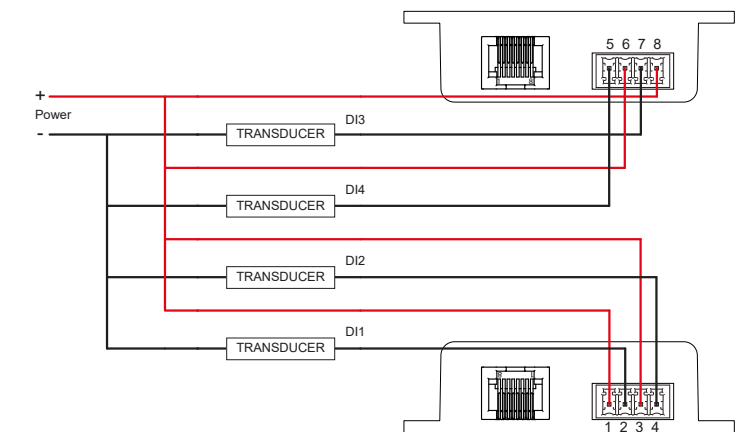 5 6 7 8
+
Power
-
DI3
TRANSDUCER
DI4
TRANSDUCER
DI2
TRANSDUCER
DI1
TRANSDUCER
1 2 3 4